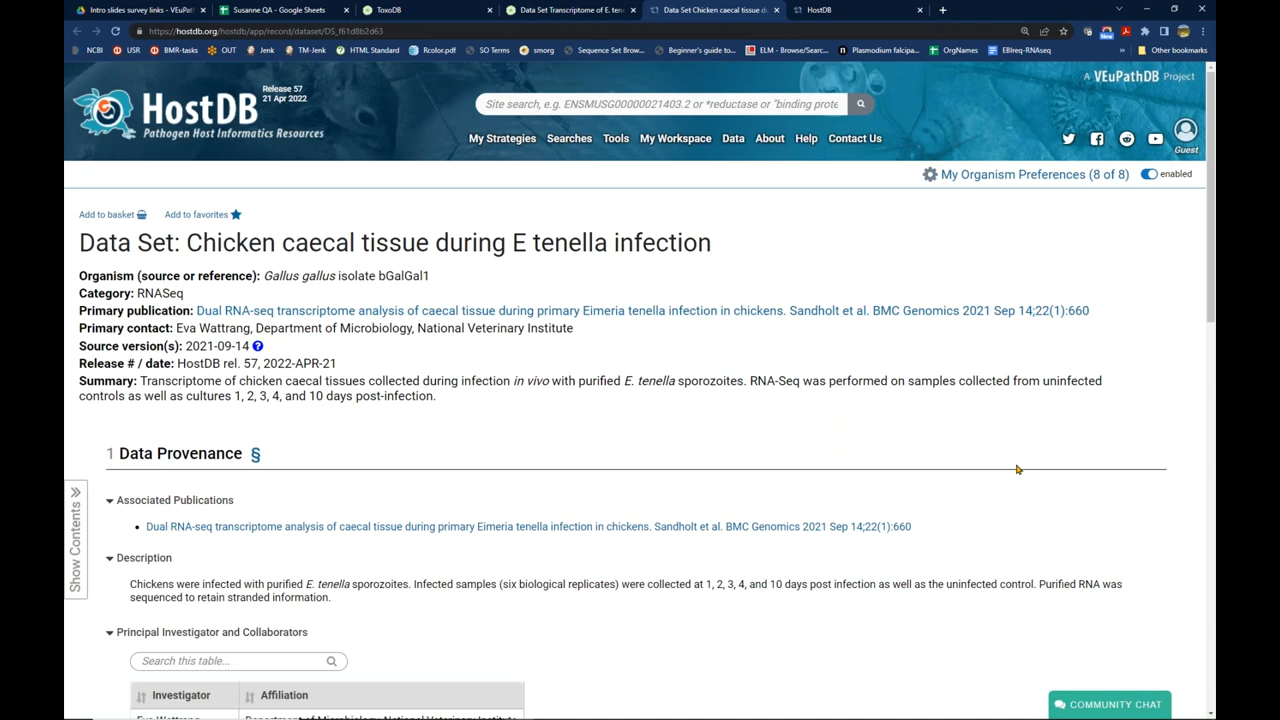 Intro slides survey links - VEuPat
Susanne QA - Google Sheets
ToxoDB
Data Set Transcriptome of E. ten
Data Set Chicken caecal tissue d
HostDB
https://hostdb.org/hostdb/app/record/dataset/DS_f61d8b2d63
NCBI
USR
BMR-tasks
OUT
Jenk
TM-Jenk
HTML Standard
Rcolor.pdf
SO Terms
smorg
Sequence Set Brow...
Beginner's guide to...
ELM - Browse/Searc...
Plasmodium falcipa...
OrgNames
EBIreq-RNAseq
Other bookmarks
HostDB
Release 57
21 Apr 2022
Pathogen Host Informatics Resources
A VEuPathDB Project
Site search, e.g. ENSMUSG00000021403.2 or *reductase or "binding prote
My Strategies Searches Tools My Workspace Data About Help Contact Us
Guest
My Organism Preferences (8 of 8) enabled
Add to basket Add to favorites
Data Set: Chicken caecal tissue during E tenella infection
Organism (source or reference): Gallus gallus isolate bGalGal1
Category: RNASeq
Primary publication: Dual RNA-seq transcriptome analysis of caecal tissue during primary Eimeria tenella infection in chickens. Sandholt et al. BMC Genomics 2021 Sep 14;22(1):660
Primary contact: Eva Wattrang, Department of Microbiology, National Veterinary Institute
Source version(s): 2021-09-14 ?
Release # / date: HostDB rel. 57, 2022-APR-21
Summary: Transcriptome of chicken caecal tissues collected during infection in vivo with purified E. tenella sporozoites. RNA-Seq was performed on samples collected from uninfected
controls as well as cultures 1, 2, 3, 4, and 10 days post-infection.
1 Data Provenance §
Show Contents
Associated Publications
• Dual RNA-seq transcriptome analysis of caecal tissue during primary Eimeria tenella infection in chickens. Sandholt et al. BMC Genomics 2021 Sep 14;22(1):660
Description
Chickens were infected with purified E. tenella sporozoites. Infected samples (six biological replicates) were collected at 1, 2, 3, 4, and 10 days post infection as well as the uninfected control. Purified RNA was
sequenced to retain stranded information.
Principal Investigator and Collaborators
Search this table...
Investigator Affiliation
Eva Wattrang Department of Microbiology, National Veterinary Institute
COMMUNITY CHAT